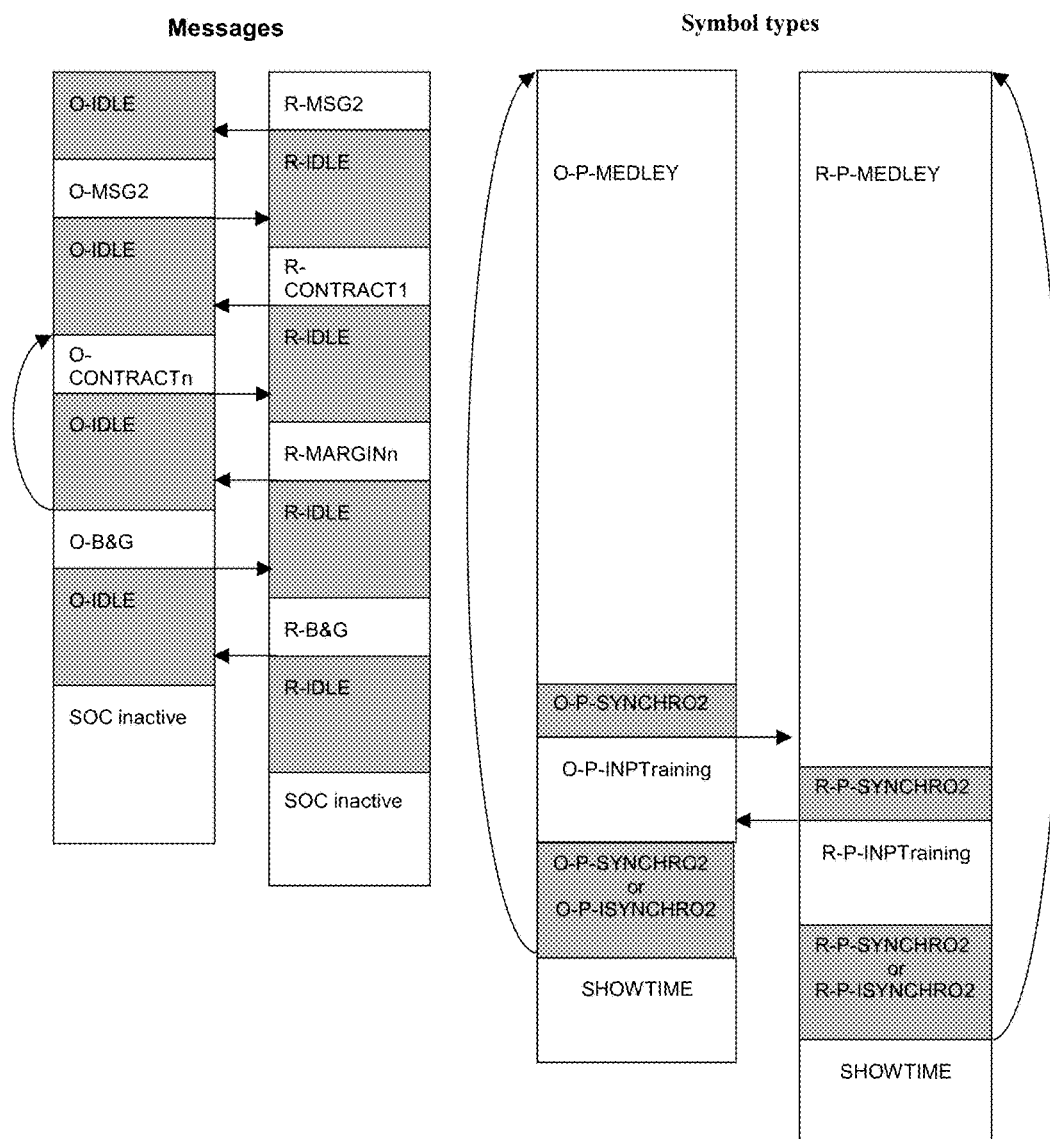 Messages
Symbol types
O-IDLE
O-MSG2
O-IDLE
O-
CONTRACTn
O-IDLE
O-B&G
O-IDLE
SOC inactive
R-MSG2
R-IDLE
R-
CONTRACT1
R-IDLE
R-MARGINn
R-IDLE
R-B&G
R-IDLE
SOC inactive
O-P-MEDLEY
O-P-SYNCHRO2
O-P-INPTraining
O-P-SYNCHRO2
or
O-P-ISYNCHRO2
SHOWTIME
R-P-MEDLEY
R-P-SYNCHRO2
R-P-INPTraining
R-P-SYNCHRO2
or
R-P-ISYNCHRO2
SHOWTIME